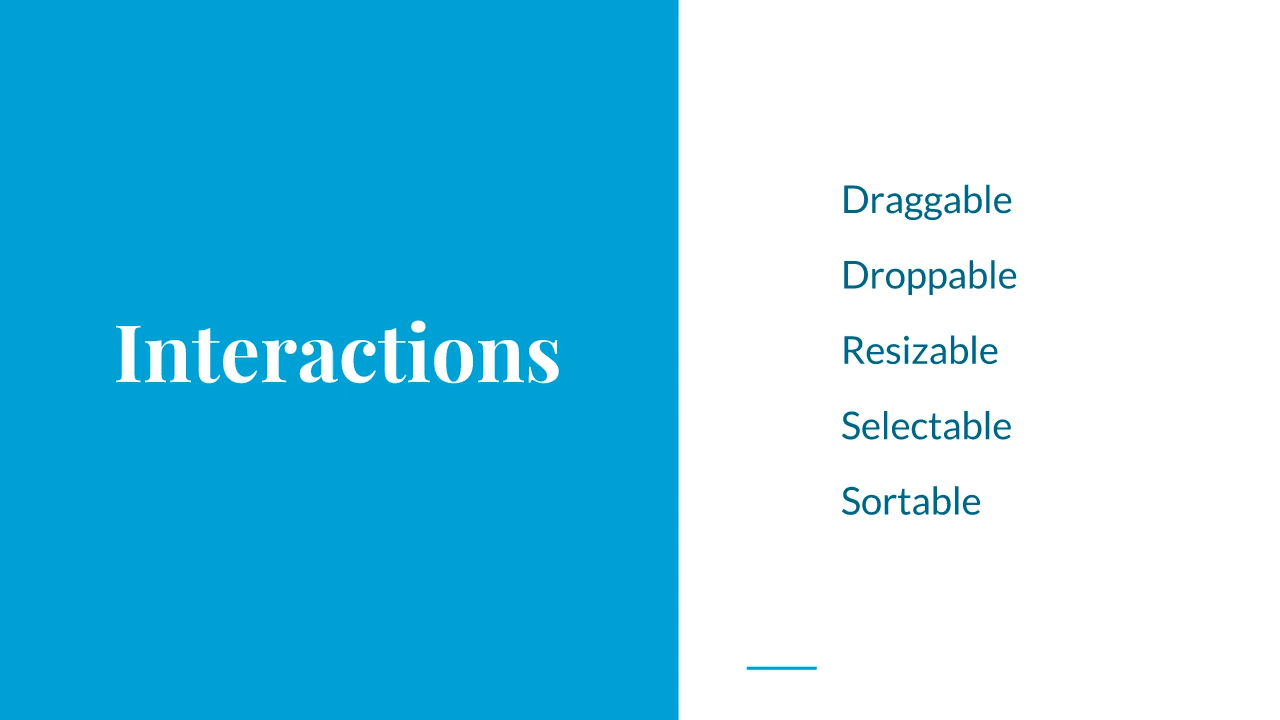 Interactions
Draggable
Droppable
Resizable
Selectable
Sortable